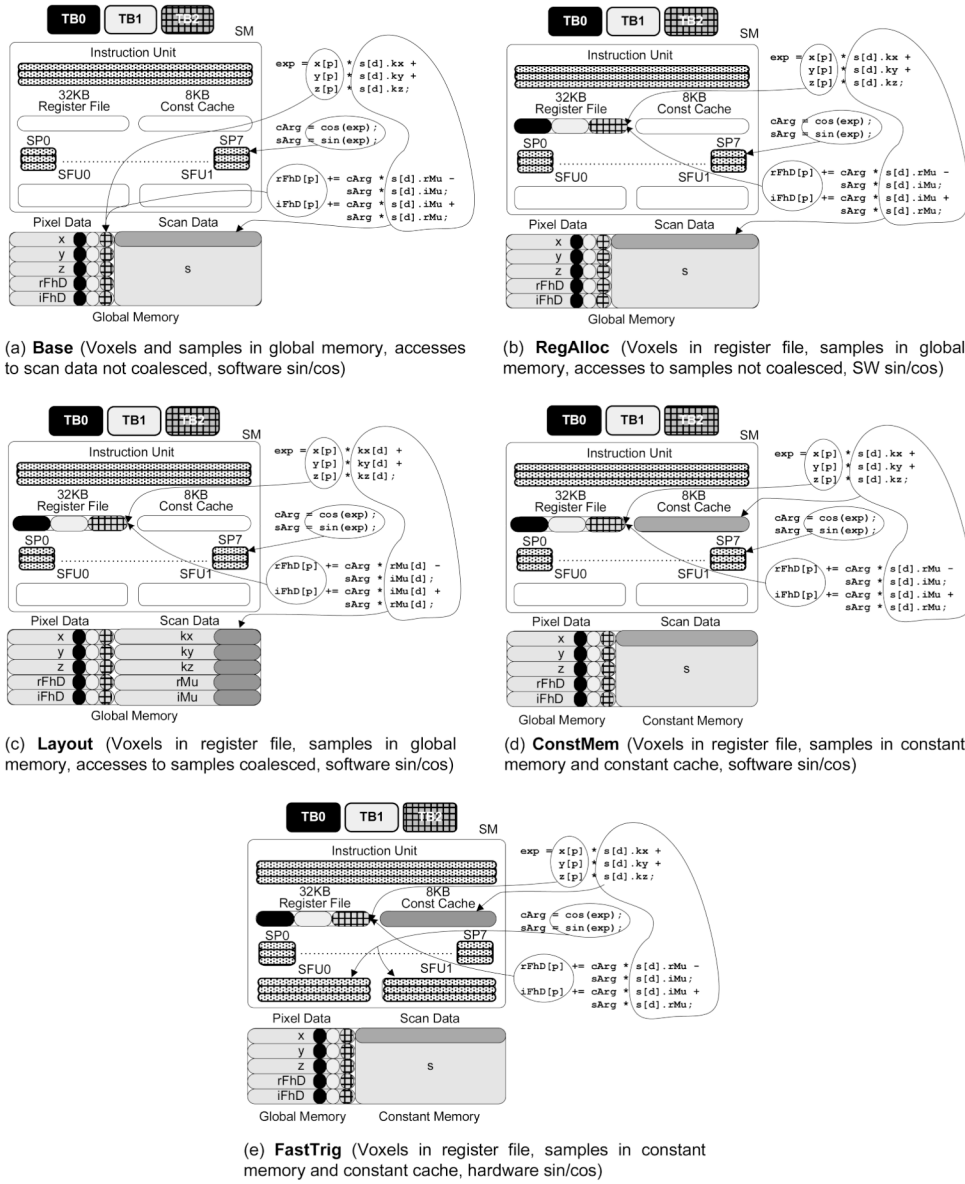 TB0 TB1 TB2
SM
Instruction Unit
32KB 8KB
Register File Const Cache
SP0 SP7
SFU0 SFU1
Pixel Data Scan Data
x
y
z
rFhD
iFhD
s
Global Memory
exp = x[p] * s[d].kx +
y[p] * s[d].ky +
z[p] * s[d].kz;
cArg = cos(exp);
sArg = sin(exp);
rFhD[p] += cArg * s[d].rMu -
sArg * s[d].iMu;
iFhD[p] += cArg * s[d].iMu +
sArg * s[d].rMu;
(a) Base (Voxels and samples in global memory, accesses
to scan data not coalesced, software sin/cos)
TB0 TB1 TB2
SM
Instruction Unit
32KB 8KB
Register File Const Cache
SP0 SP7
SFU0 SFU1
Pixel Data Scan Data
x
y
z
rFhD
iFhD
s
Global Memory
exp = x[p] * s[d].kx +
y[p] * s[d].ky +
z[p] * s[d].kz;
cArg = cos(exp);
sArg = sin(exp);
rFhD[p] += cArg * s[d].rMu -
sArg * s[d].iMu;
iFhD[p] += cArg * s[d].iMu +
sArg * s[d].rMu;
(b) RegAlloc (Voxels in register file, samples in global
memory, accesses to samples not coalesced, SW sin/cos)
TB0 TB1 TB2
SM
Instruction Unit
32KB 8KB
Register File Const Cache
SP0 SP7
SFU0 SFU1
Pixel Data Scan Data
x kx
y ky
z kz
rFhD rMu
iFhD iMu
Global Memory
exp = x[p] * kx[d] +
y[p] * ky[d] +
z[p] * kz[d];
cArg = cos(exp);
sArg = sin(exp);
rFhD[p] += cArg * rMu[d] -
sArg * iMu[d];
iFhD[p] += cArg * iMu[d] +
sArg * rMu[d];
(c) Layout (Voxels in register file, samples in global
memory, accesses to samples coalesced, software sin/cos)
TB0 TB1 TB2
SM
Instruction Unit
32KB 8KB
Register File Const Cache
SP0 SP7
SFU0 SFU1
Pixel Data Scan Data
x
y
z
rFhD
iFhD
s
Global Memory Constant Memory
exp = x[p] * s[d].kx +
y[p] * s[d].ky +
z[p] * s[d].kz;
cArg = cos(exp);
sArg = sin(exp);
rFhD[p] += cArg * s[d].rMu -
sArg * s[d].iMu;
iFhD[p] += cArg * s[d].iMu +
sArg * s[d].rMu;
(d) ConstMem (Voxels in register file, samples in constant
memory and constant cache, software sin/cos)
TB0 TB1 TB2
SM
Instruction Unit
32KB 8KB
Register File Const Cache
SP0 SP7
SFU0 SFU1
Pixel Data Scan Data
x
y
z
rFhD
iFhD
s
Global Memory Constant Memory
exp = x[p] * s[d].kx +
y[p] * s[d].ky +
z[p] * s[d].kz;
cArg = cos(exp);
sArg = sin(exp);
rFhD[p] += cArg * s[d].rMu -
sArg * s[d].iMu;
iFhD[p] += cArg * s[d].iMu +
sArg * s[d].rMu;
(e) FastTrig (Voxels in register file, samples in constant
memory and constant cache, hardware sin/cos)